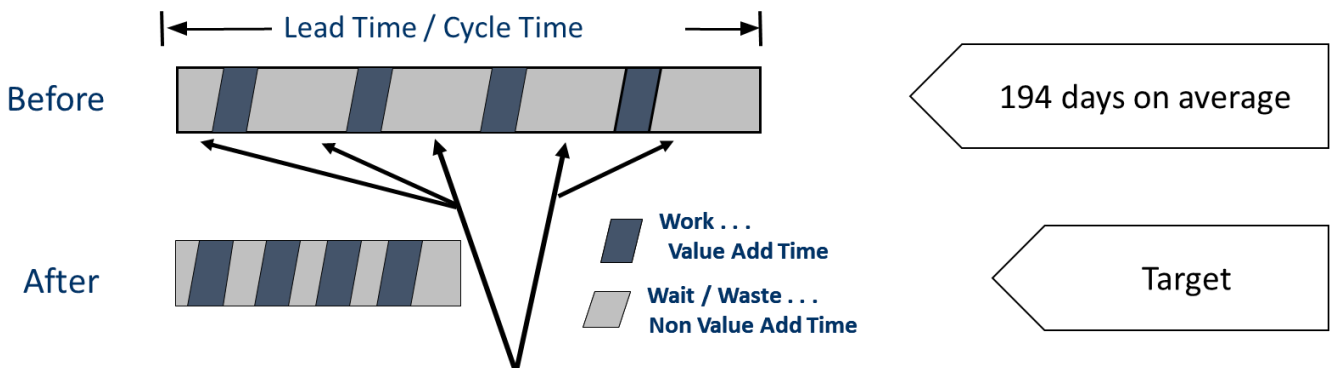 Lead Time / Cycle Time
Before
194 days on average
Work . . .
Value Add Time
After
Wait / Waste . . .
Non Value Add Time
Target